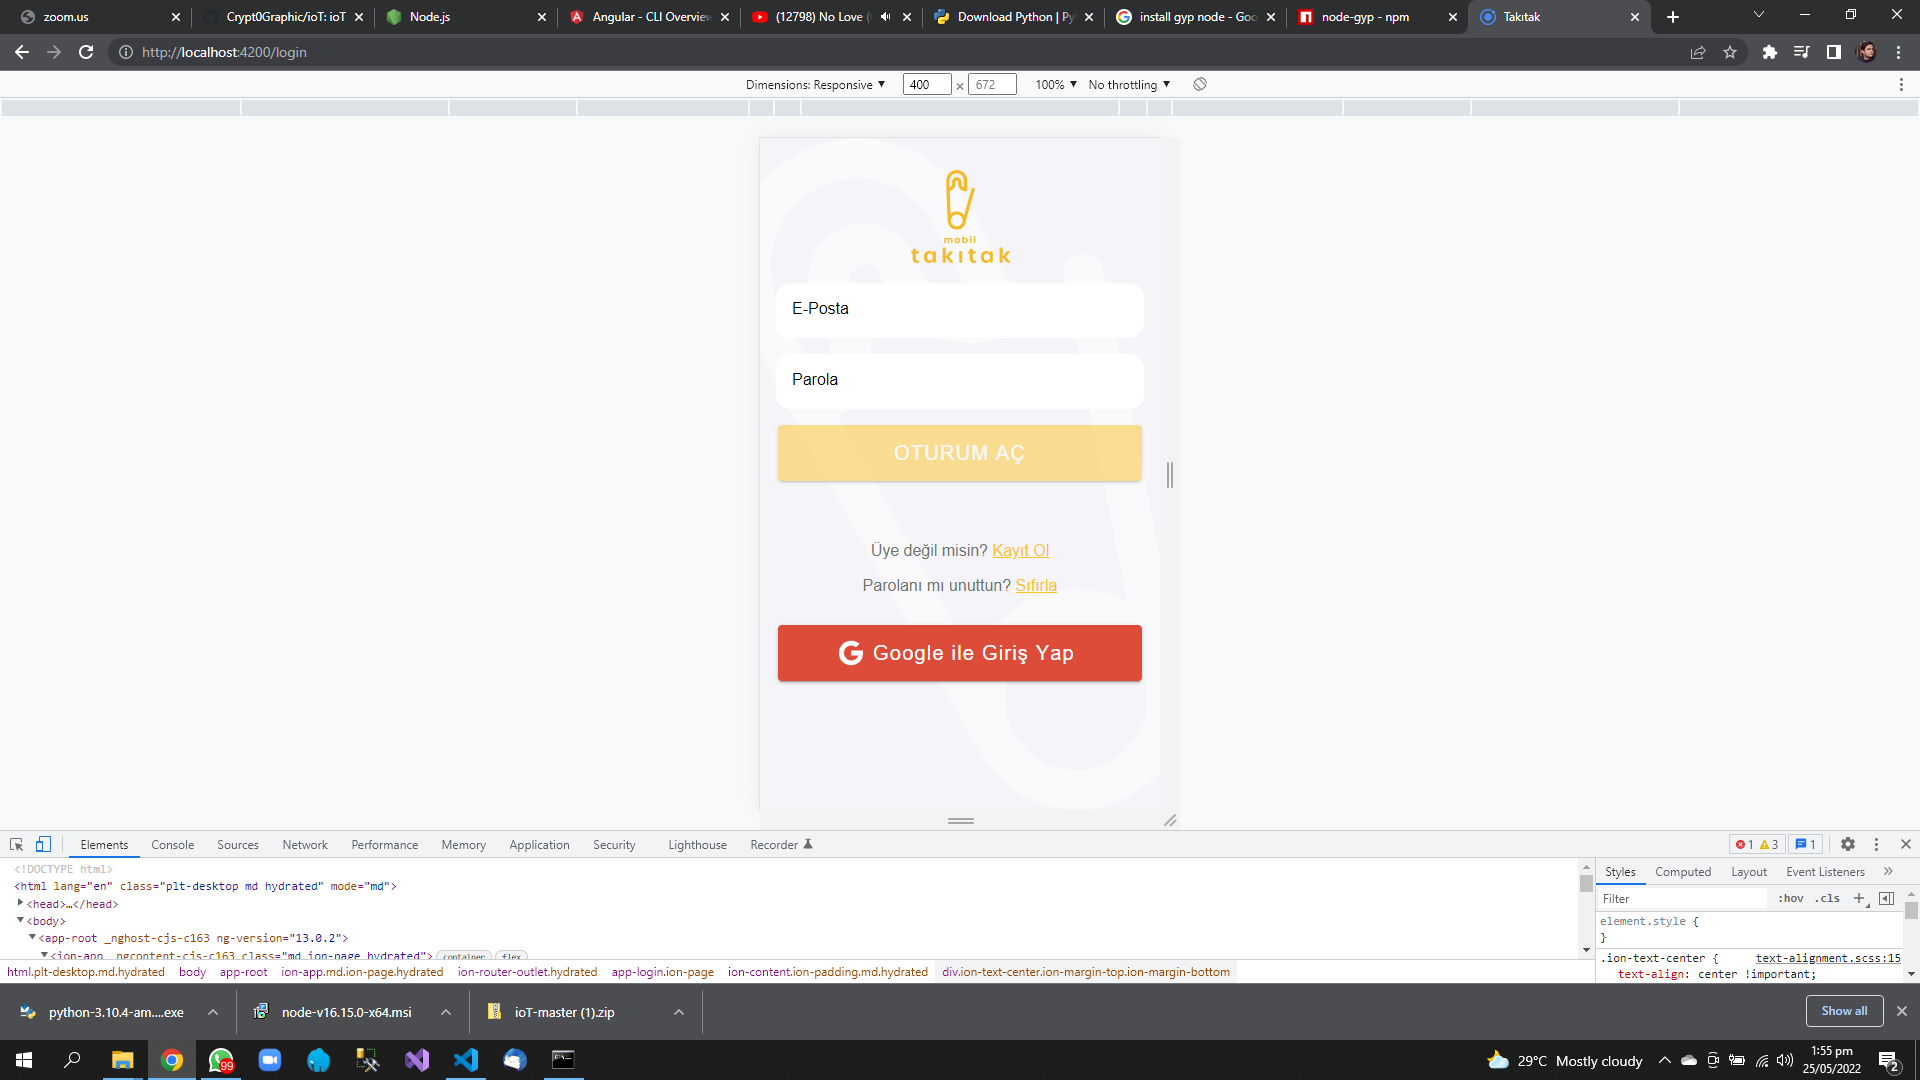 zoom.us
Crypt0Graphic/ioT: ioT
Node.js
Angular - CLI Overview
(12798) No Love
Download Python | Py
install gyp node - Goo
node-gyp - npm
Takıtak
http://localhost:4200/login
Dimensions: Responsive
400
×
672
100%
No throttling
mobil
takıtak
E-Posta
Parola
OTURUM AÇ
Üye değil misin? Kayıt Ol
Parolanı mı unuttun? Sıfırla
G Google ile Giriş Yap
Elements
Console
Sources
Network
Performance
Memory
Application
Security
Lighthouse
Recorder
1
3
1
<!DOCTYPE html>
<html lang="en" class="plt-desktop md hydrated" mode="md">
<head>…</head>
<body>
<app-root _nghost-cjs-c163 ng-version="13.0.2">
<ion-app _ngcontent-cjs-c163 class="md ion-page hydrated">
container
flex
html.plt-desktop.md.hydrated
body
app-root
ion-app.md.ion-page.hydrated
ion-router-outlet.hydrated
app-login.ion-page
ion-content.ion-padding.md.hydrated
div.ion-text-center.ion-margin-top.ion-margin-bottom
Styles
Computed
Layout
Event Listeners
»
Filter
:hov
.cls
+
element.style {
}
.ion-text-center {
text-alignment.scss:15
text-align: center !important;
python-3.10.4-am....exe
node-v16.15.0-x64.msi
ioT-master (1).zip
Show all
99
29°C Mostly cloudy
1:55 pm
25/05/2022
2